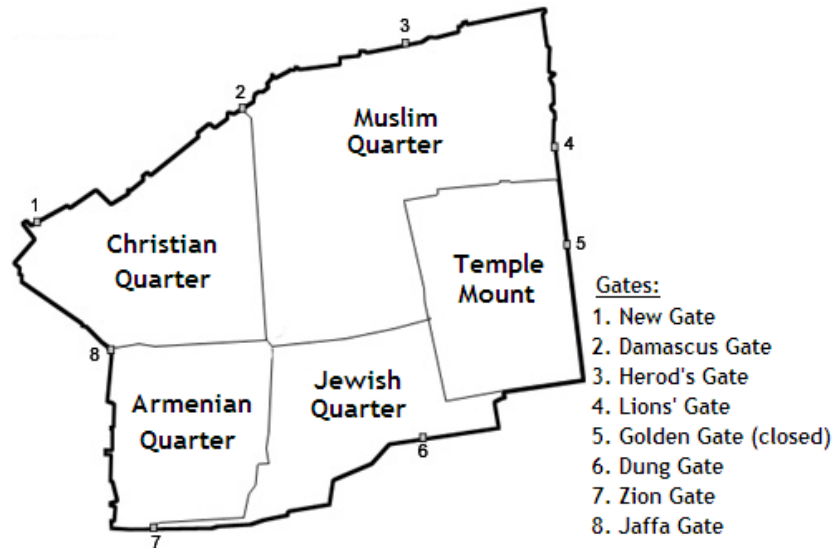 3
2
Muslim
Quarter
4
1
Christian
Quarter
5
Temple
Mount
Gates:
1. New Gate
2. Damascus Gate
3. Herod's Gate
4. Lions' Gate
5. Golden Gate (closed)
6. Dung Gate
7. Zion Gate
8. Jaffa Gate
8
Jewish
Quarter
Armenian
Quarter
6
7